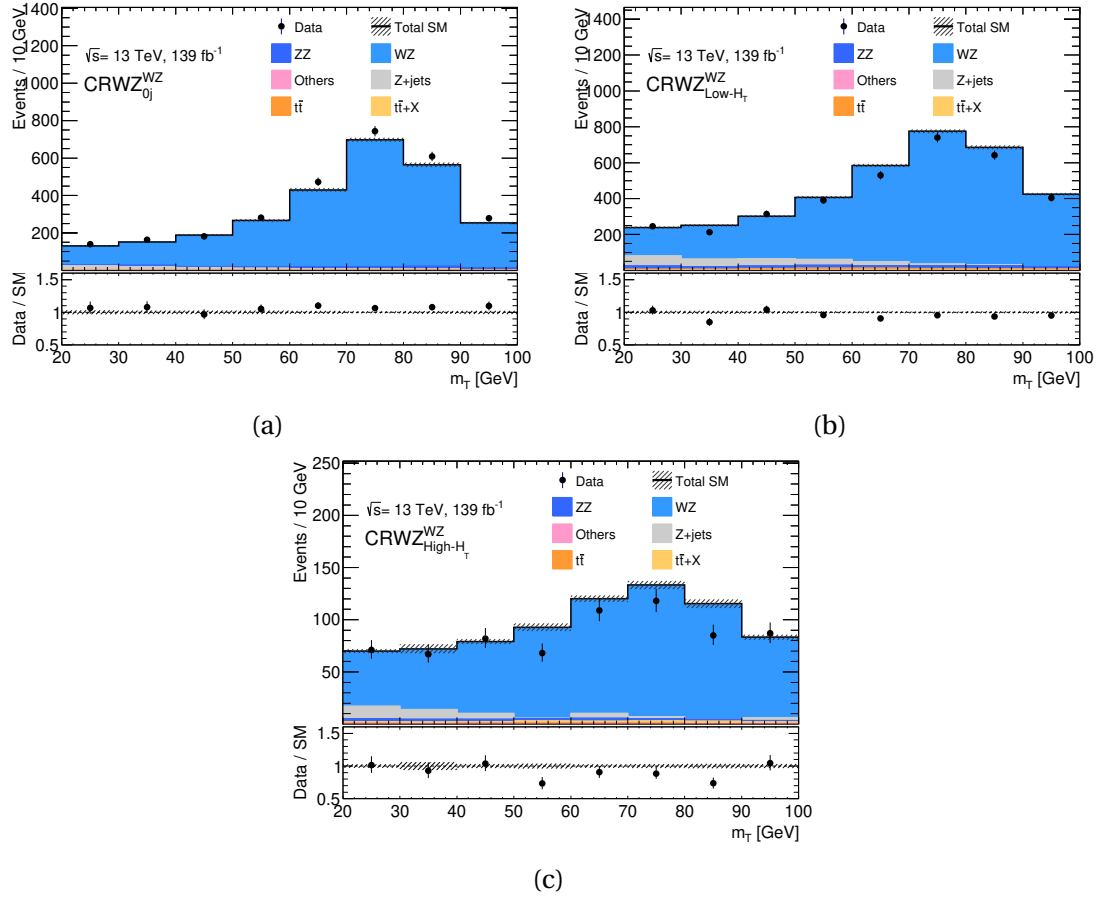 Events / 10 GeV
1400
1200
1000
800
600
400
200
Data
Total SM
√s= 13 TeV, 139 fb⁻¹
ZZ
WZ
CRWZ^WZ_0j
Others
Z+jets
tt̄
tt̄+X
Data / SM
1.5
1
0.5
20 30 40 50 60 70 80 90 100
m_T [GeV]
(a)
Events / 10 GeV
1400
1200
1000
800
600
400
200
Data
Total SM
√s= 13 TeV, 139 fb⁻¹
ZZ
WZ
CRWZ^WZ_Low-H_T
Others
Z+jets
tt̄
tt̄+X
Data / SM
1.5
1
0.5
20 30 40 50 60 70 80 90 100
m_T [GeV]
(b)
Events / 10 GeV
250
200
150
100
50
Data
Total SM
√s= 13 TeV, 139 fb⁻¹
ZZ
WZ
CRWZ^WZ_High-H_T
Others
Z+jets
tt̄
tt̄+X
Data / SM
1.5
1
0.5
20 30 40 50 60 70 80 90 100
m_T [GeV]
(c)